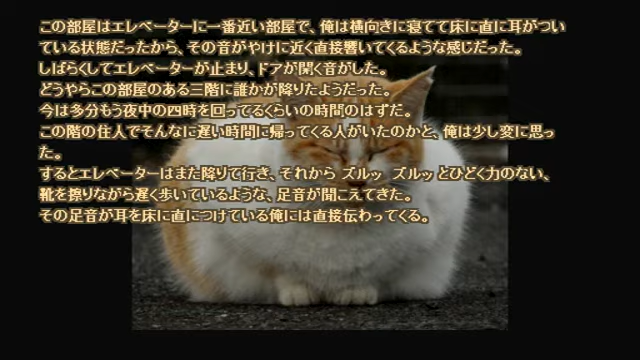 この部屋はエレベーターに一番近い部屋で、俺は横向きに寝てて床に直に耳がつい
ている状態だったから、その音がやけに近く直接響いてくるような感じだった。
しばらくしてエレベーターが止まり、ドアが開く音がした。
どうやらこの部屋のある三階に誰かが降りたようだった。
今は多分もう夜中の四時を回ってるくらいの時間のはずだ。
この階の住人でそんなに遅い時間に帰ってくる人がいたのかと、俺は少し変に思っ
た。
するとエレベーターはまた降りて行き、それから ズルッ ズルッ とひどく力のない、
靴を擦りながら遅く歩いているような、足音が聞こえてきた。
その足音が耳を床に直につけている俺には直接伝わってくる。